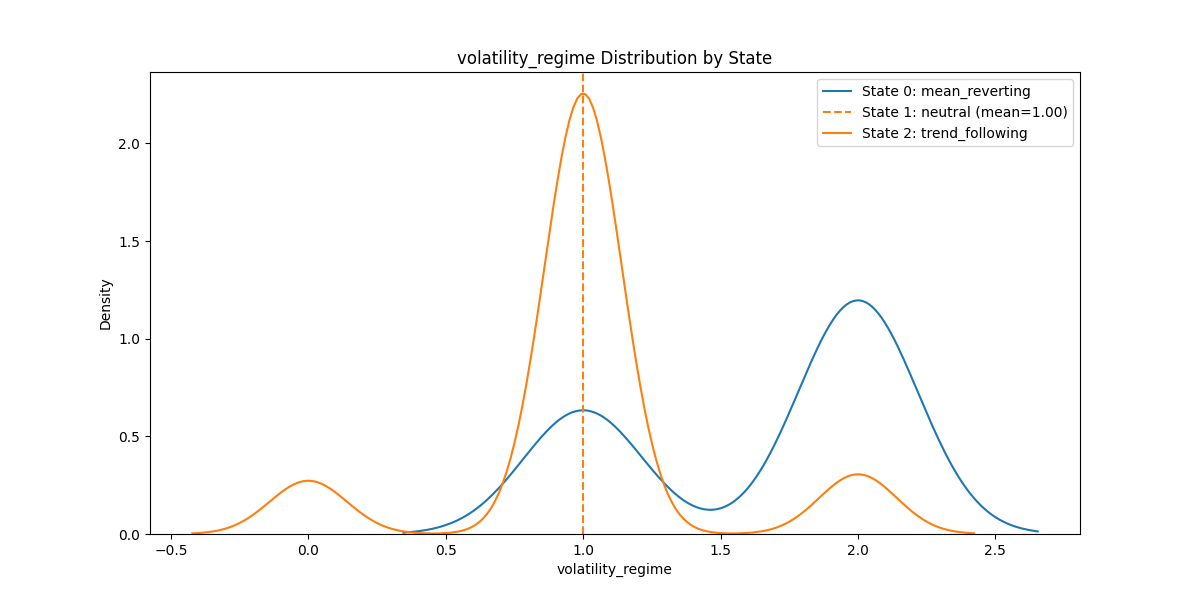 volatility_regime Distribution by State
State 0: mean_reverting
State 1: neutral (mean=1.00)
State 2: trend_following
Density
2.0
1.5
1.0
0.5
0.0
−0.5
0.0
0.5
1.0
1.5
2.0
2.5
volatility_regime